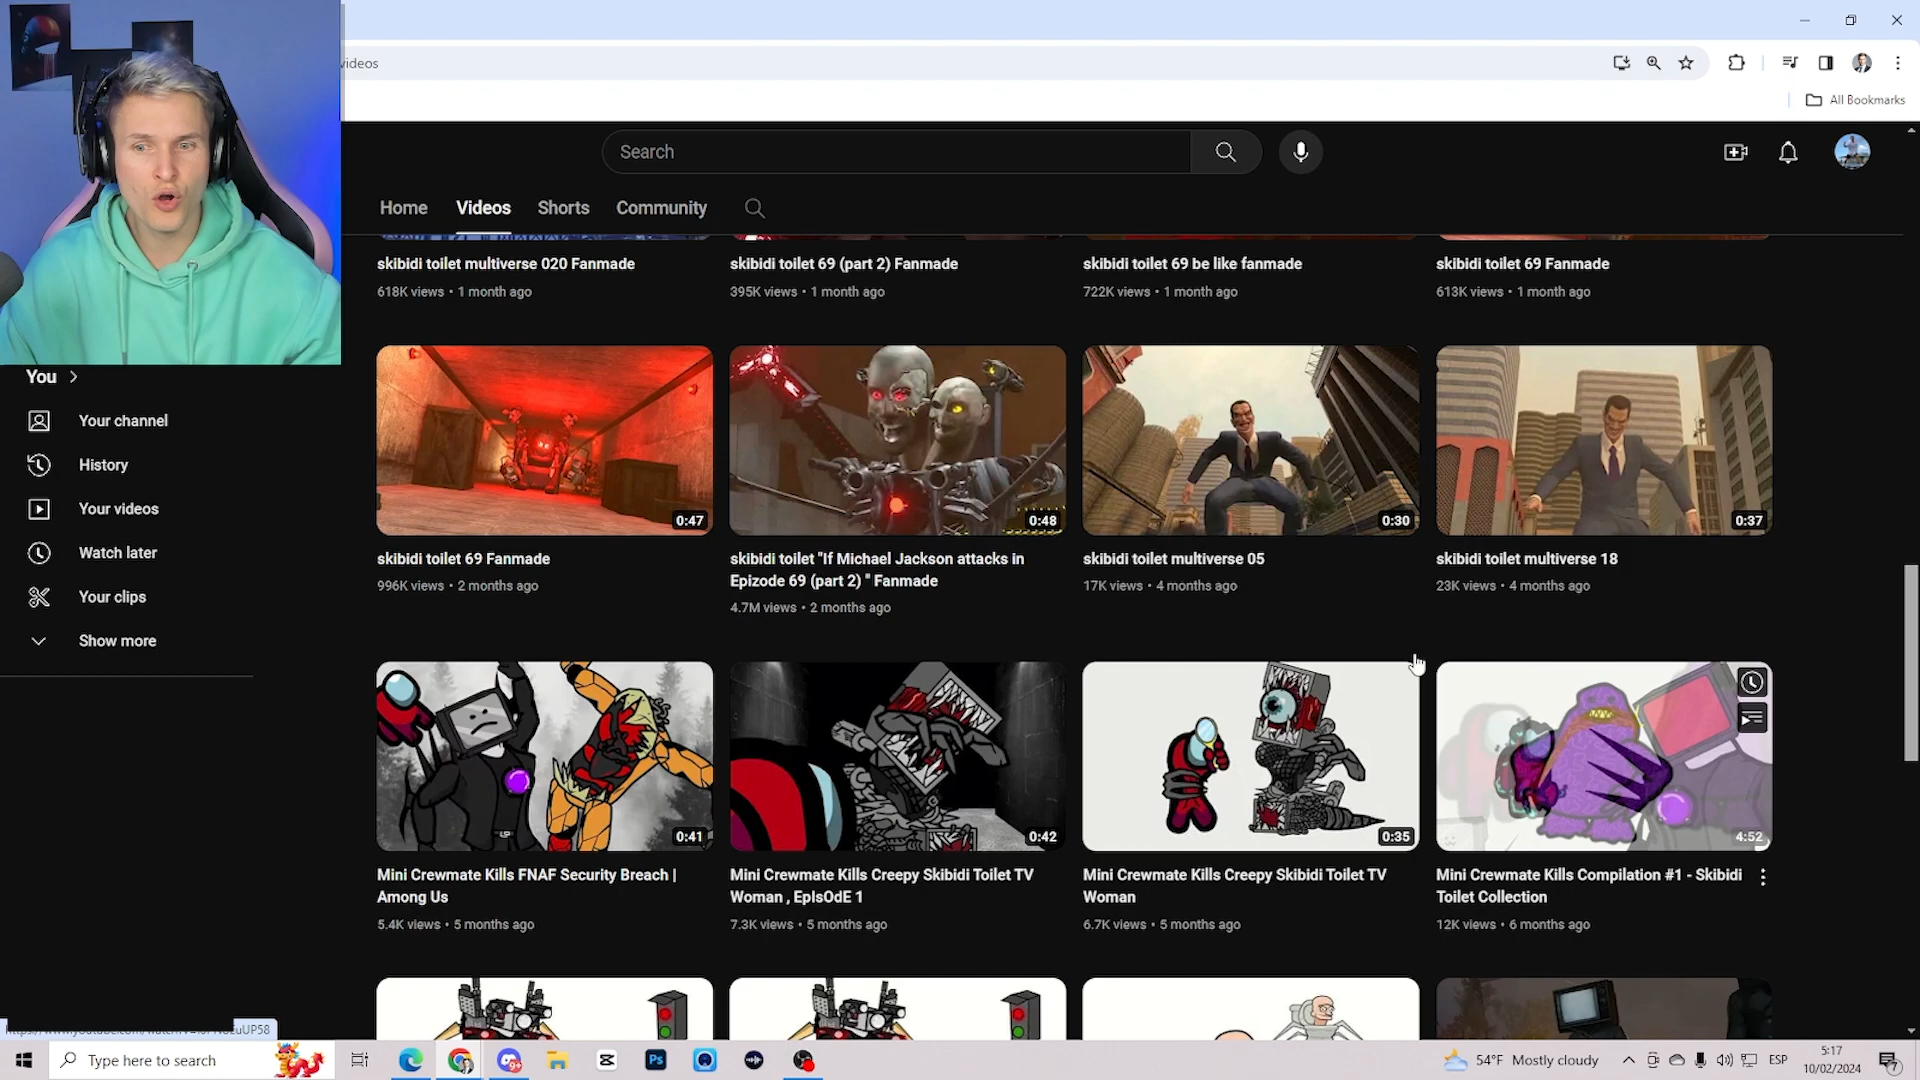 videos
All Bookmarks
Search
Home Videos Shorts Community
skibidi toilet multiverse 020 Fanmade
618K views • 1 month ago
skibidi toilet 69 (part 2) Fanmade
395K views • 1 month ago
skibidi toilet 69 be like fanmade
722K views • 1 month ago
skibidi toilet 69 Fanmade
613K views • 1 month ago
You
Your channel
History
Your videos
Watch later
Your clips
Show more
0:47
skibidi toilet 69 Fanmade
996K views • 2 months ago
0:48
skibidi toilet "If Michael Jackson attacks in
Epizode 69 (part 2) " Fanmade
4.7M views • 2 months ago
0:30
skibidi toilet multiverse 05
17K views • 4 months ago
0:37
skibidi toilet multiverse 18
23K views • 4 months ago
0:41
Mini Crewmate Kills FNAF Security Breach |
Among Us
5.4K views • 5 months ago
0:42
Mini Crewmate Kills Creepy Skibidi Toilet TV
Woman , EpIsOdE 1
7.3K views • 5 months ago
0:35
Mini Crewmate Kills Creepy Skibidi Toilet TV
Woman
6.7K views • 5 months ago
4:52
Mini Crewmate Kills Compilation #1 - Skibidi
Toilet Collection
12K views • 6 months ago
Type here to search
9+
Ps
54°F Mostly cloudy
ESP
5:17
10/02/2024
7